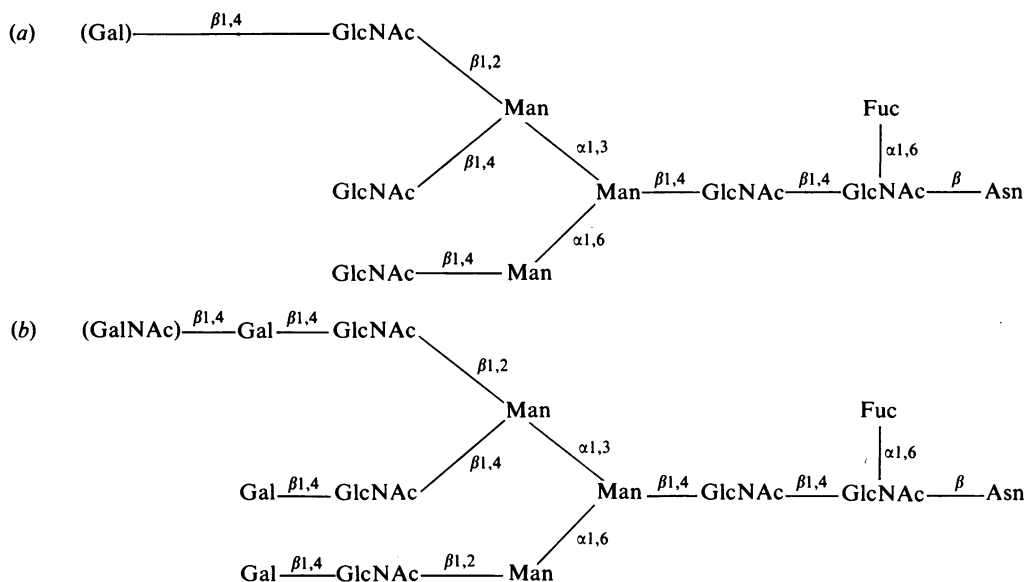 (a) (Gal) β1,4 GlcNAc
β1,2
Man Fuc
β1,4 α1,3 α1,6
GlcNAc Man β1,4 GlcNAc β1,4 GlcNAc β Asn
α1,6
GlcNAc β1,4 Man
(b) (GalNAc) β1,4 Gal β1,4 GlcNAc
β1,2
Man Fuc
β1,4 α1,3 α1,6
Gal β1,4 GlcNAc Man β1,4 GlcNAc β1,4 GlcNAc β Asn
α1,6
Gal β1,4 GlcNAc β1,2 Man